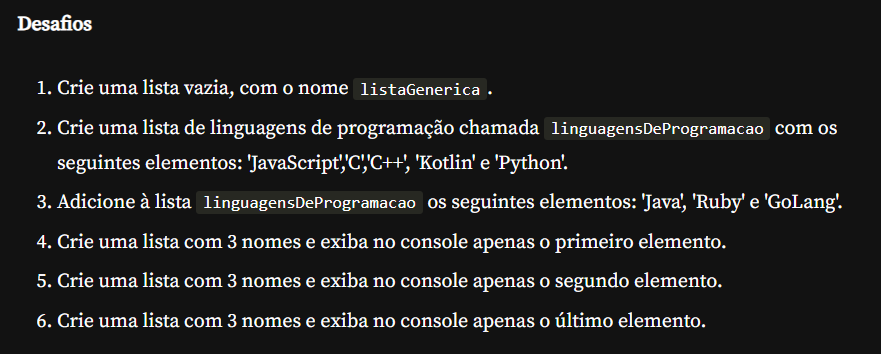 Desafios
1. Crie uma lista vazia, com o nome listaGenerica.
2. Crie uma lista de linguagens de programação chamada linguagensDeProgramacao com os
seguintes elementos: 'JavaScript','C','C++', 'Kotlin' e 'Python'.
3. Adicione à lista linguagensDeProgramacao os seguintes elementos: 'Java', 'Ruby' e 'GoLang'.
4. Crie uma lista com 3 nomes e exiba no console apenas o primeiro elemento.
5. Crie uma lista com 3 nomes e exiba no console apenas o segundo elemento.
6. Crie uma lista com 3 nomes e exiba no console apenas o último elemento.